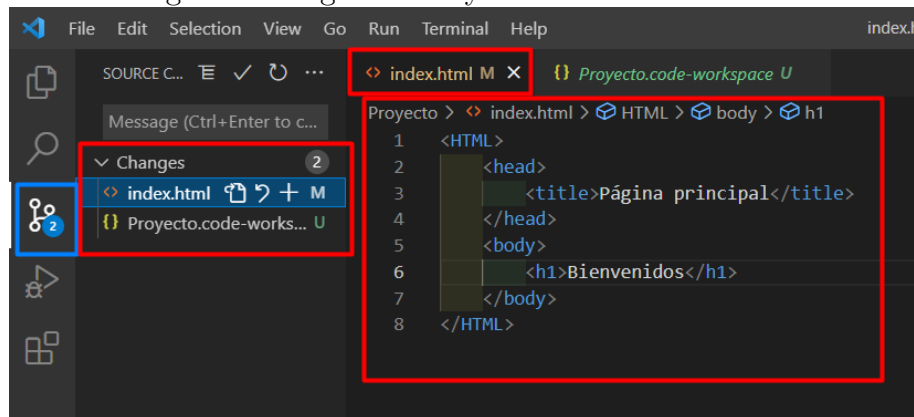 File Edit Selection View Go Run Terminal Help index.h
SOURCE C...
index.html M
Proyecto.code-workspace U
Message (Ctrl+Enter to c...
Proyecto > index.html > HTML > body > h1
Changes 2
index.html M
Proyecto.code-works... U
2
1 <HTML>
2 <head>
3 <title>Página principal</title>
4 </head>
5 <body>
6 <h1>Bienvenidos</h1>
7 </body>
8 </HTML>